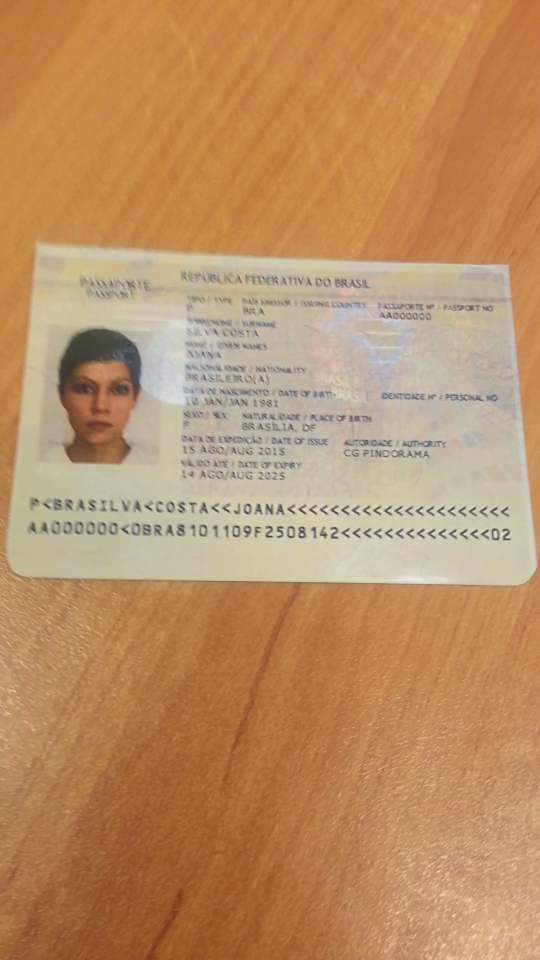 PASSAPORTE
PASSPORT
REPÚBLICA FEDERATIVA DO BRASIL
TIPO / TYPE PAÍS EMISSOR / ISSUING COUNTRY PASSAPORTE Nº / PASSPORT NO
P BRA AA000000
SOBRENOME / SURNAME
SILVA COSTA
NOME / GIVEN NAMES
JOANA
NACIONALIDADE / NATIONALITY
BRASILEIRO(A)
DATA DE NASCIMENTO / DATE OF BIRTH IDENTIDADE Nº / PERSONAL NO
10 JAN/JAN 1981
SEXO / SEX NATURALIDADE / PLACE OF BIRTH
F BRASÍLIA, DF
DATA DE EXPEDIÇÃO / DATE OF ISSUE AUTORIDADE / AUTHORITY
15 AGO/AUG 2015 CG PINDORAMA
VÁLIDO ATÉ / DATE OF EXPIRY
14 AGO/AUG 2025
P<BRASILVA<COSTA<<JOANA<<<<<<<<<<<<<<<<<<<<<
AA000000<0BRA8101109F2508142<<<<<<<<<<<<<<02